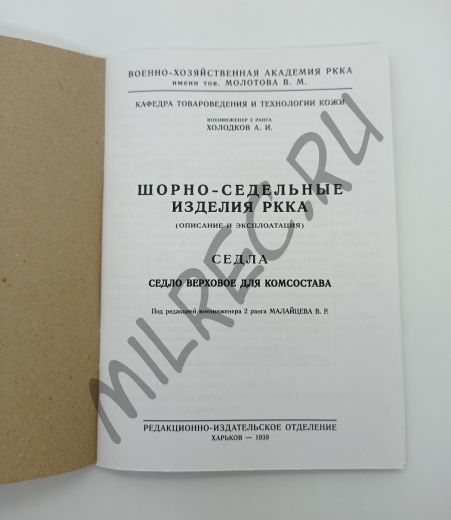 ВОЕННО-ХОЗЯЙСТВЕННАЯ АКАДЕМИЯ РККА
имени тов. МОЛОТОВА В. М.
КАФЕДРА ТОВАРОВЕДЕНИЯ И ТЕХНОЛОГИИ КОЖИ
ВОЕНИНЖЕНЕР 2 РАНГА
ХОЛОДКОВ А. И.
ШОРНО-СЕДЕЛЬНЫЕ
ИЗДЕЛИЯ РККА
(ОПИСАНИЕ И ЭКСПЛОАТАЦИЯ)
СЕДЛА
СЕДЛО ВЕРХОВОЕ ДЛЯ КОМСОСТАВА
Под редакцией военинженера 2 ранга МАЛАЙЦЕВА В. Р.
РЕДАКЦИОННО-ИЗДАТЕЛЬСКОЕ ОТДЕЛЕНИЕ
ХАРЬКОВ — 1939
MILREC.RU